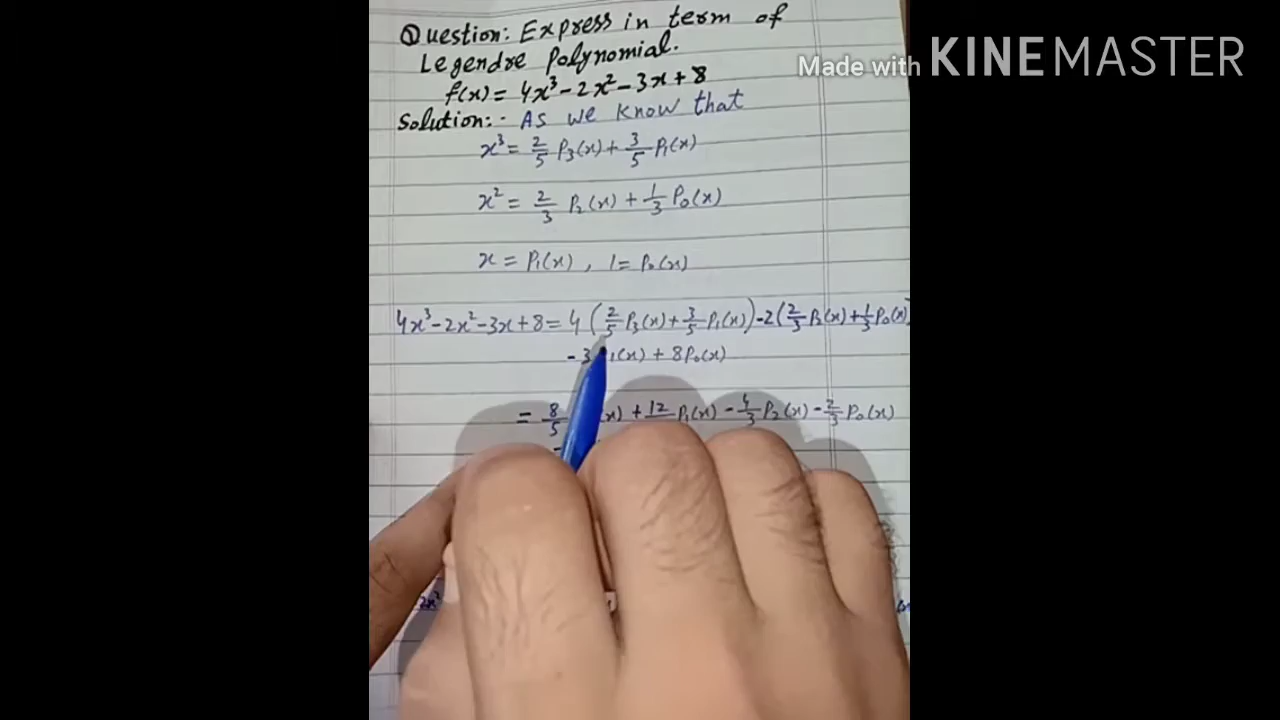 Made with KINEMASTER
Question: Express in term of
Legendre Polynomial.
f(x) = 4x³ - 2x² - 3x + 8
Solution:- As we know that
x³ = 2/5 P₃(x) + 3/5 P₁(x)
x² = 2/3 P₂(x) + 1/3 P₀(x)
x = P₁(x) , 1 = P₀(x)
4x³ - 2x² - 3x + 8 = 4 ( 2/5 P₃(x) + 3/5 P₁(x) ) - 2 ( 2/3 P₂(x) + 1/3 P₀(x)
- 3 ₁(x) + 8P₀(x)
= 8/5 (x) + 12 P₁(x) - 4/3 P₂(x) - 2/3 P₀(x)
2x²